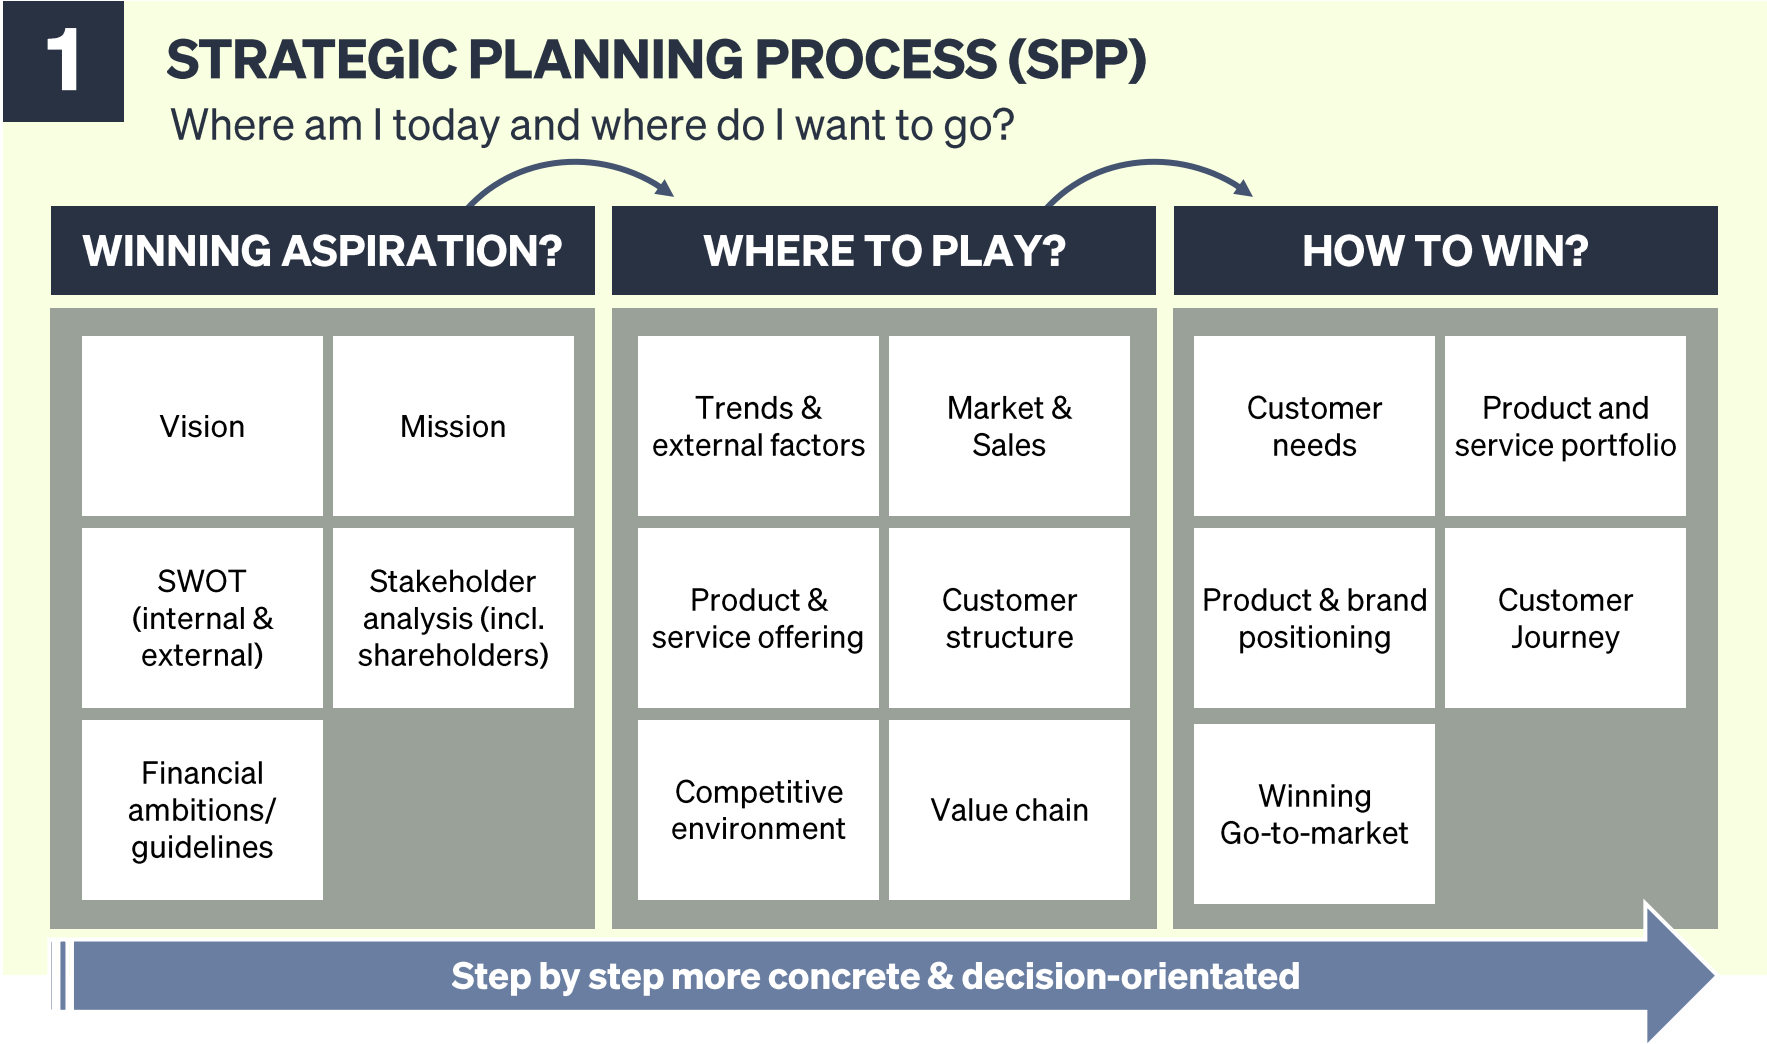 1
STRATEGIC PLANNING PROCESS (SPP)
Where am I today and where do I want to go?
WINNING ASPIRATION?
Vision
Mission
SWOT
(internal &
external)
Stakeholder
analysis (incl.
shareholders)
Financial
ambitions/
guidelines
WHERE TO PLAY?
Trends &
external factors
Market &
Sales
Product &
service offering
Customer
structure
Competitive
environment
Value chain
HOW TO WIN?
Customer
needs
Product and
service portfolio
Product & brand
positioning
Customer
Journey
Winning
Go-to-market
Step by step more concrete & decision-orientated